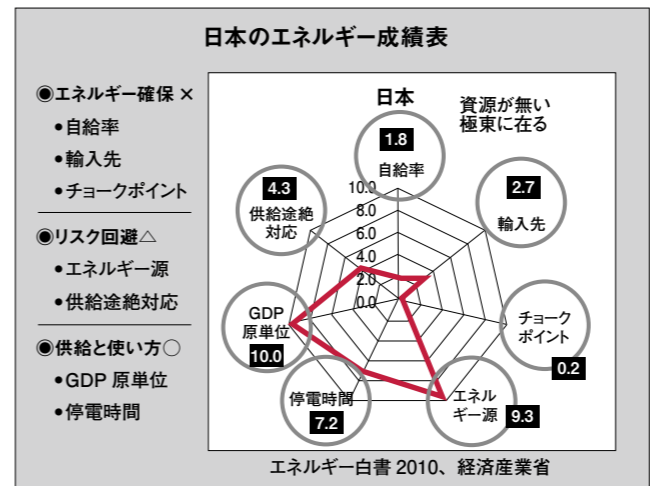 日本のエネルギー成績表
◉エネルギー確保 ×
•自給率
•輸入先
•チョークポイント
◉リスク回避△
•エネルギー源
•供給途絶対応
◉供給と使い方○
•GDP 原単位
•停電時間
日本
資源が無い
極東に在る
1.8
自給率
2.7
輸入先
チョーク
ポイント
0.2
エネル
ギー源
9.3
停電時間
7.2
GDP
原単位
10.0
4.3
供給途絶
対応
10.0
8.0
6.0
4.0
2.0
0.0
エネルギー白書 2010、経済産業省